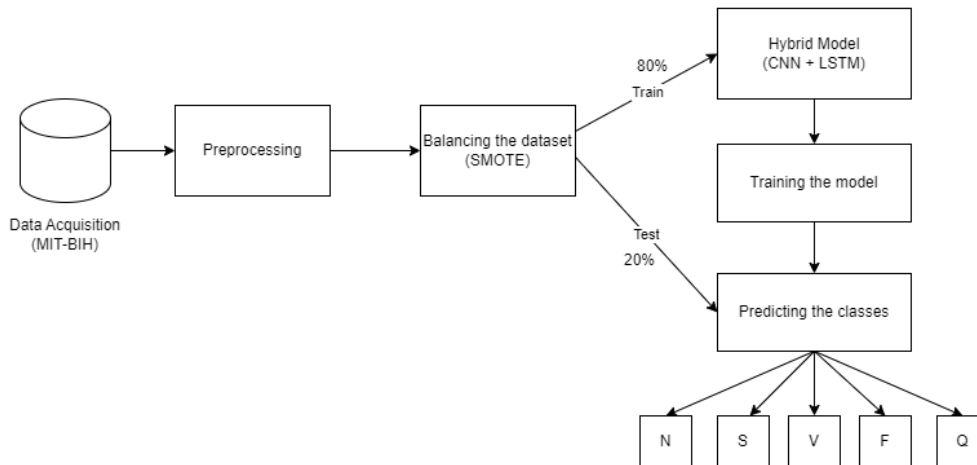 Data Acquisition
(MIT-BIH)
Preprocessing
Balancing the dataset
(SMOTE)
80%
Train
Test
20%
Hybrid Model
(CNN + LSTM)
Training the model
Predicting the classes
N
S
V
F
Q